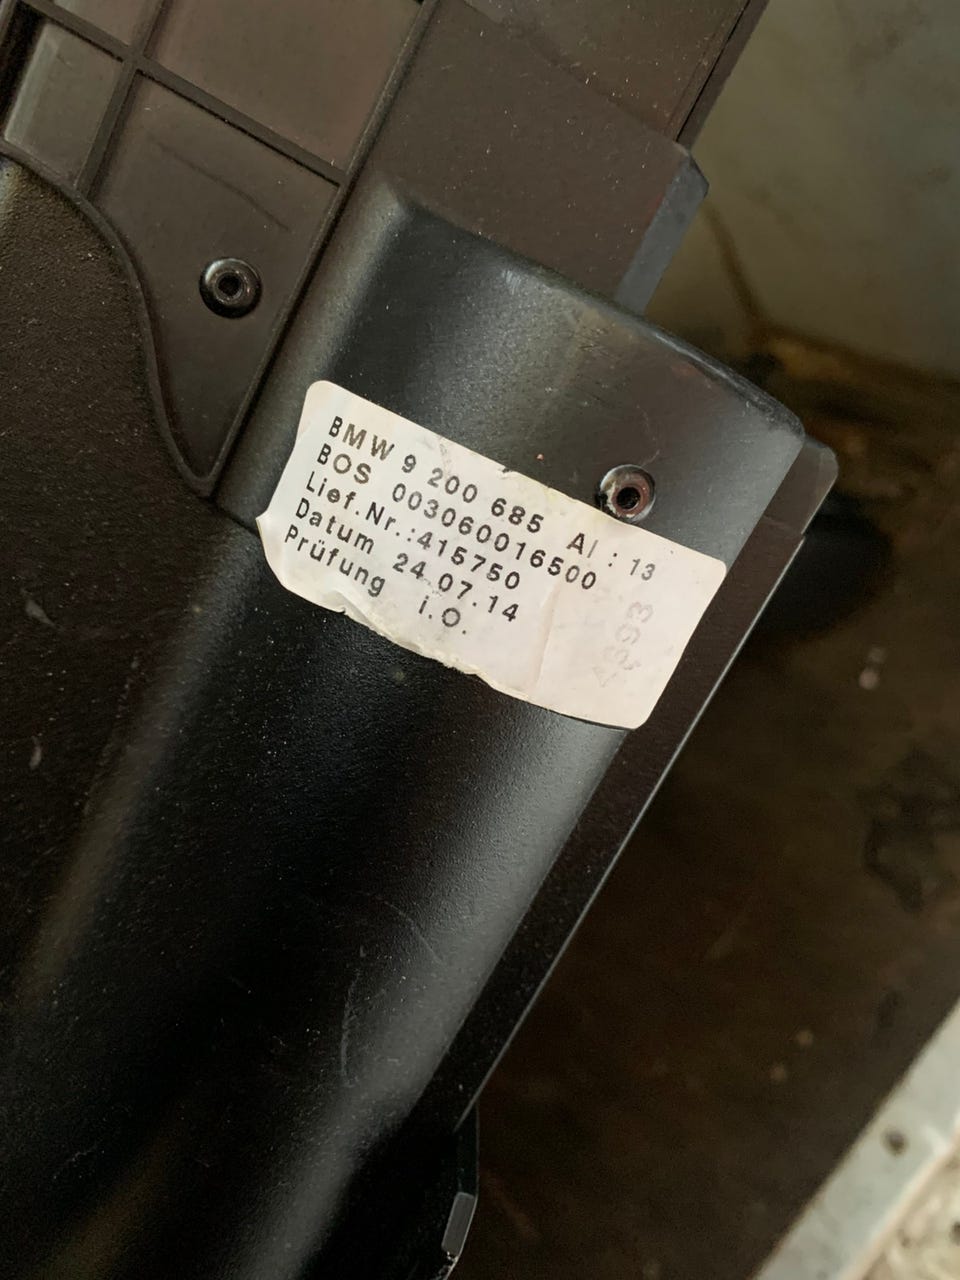 BMW 9 200 685 AI : 13
BOS 003060016500
Lief.Nr.:415750
Datum 24.07.14
Prüfung i.O.